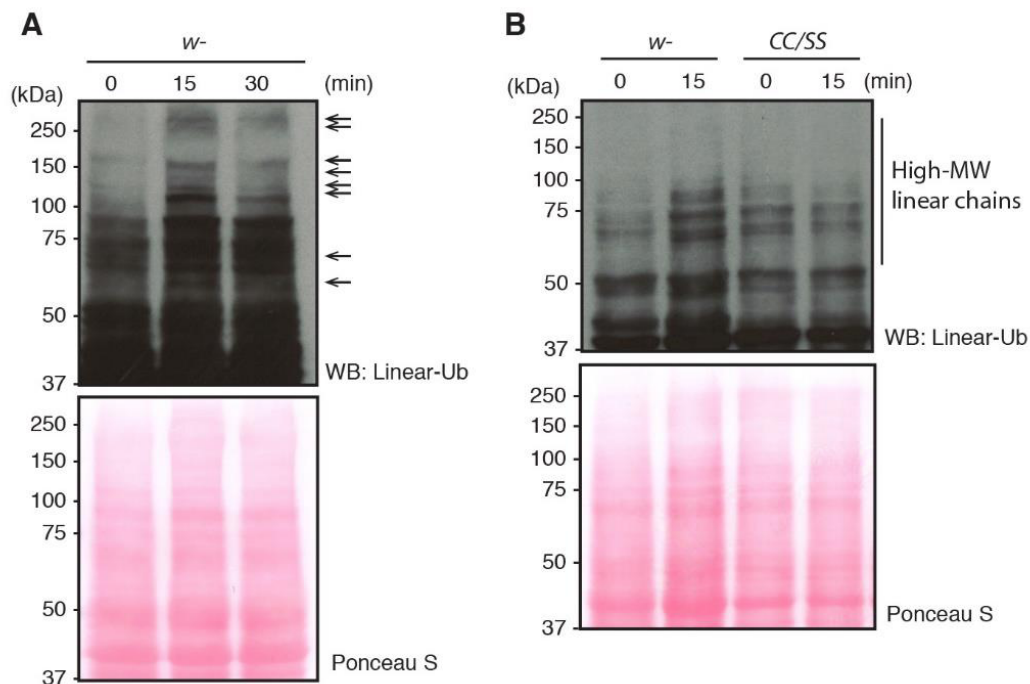 A
w-
0 15 30 (min)
(kDa)
250
150
100
75
50
37
WB: Linear-Ub
250
150
100
75
50
37
Ponceau S
B
w- CC/SS
0 15 0 15 (min)
(kDa)
250
150
100
75
50
37
High-MW
linear chains
WB: Linear-Ub
250
150
100
75
50
37
Ponceau S